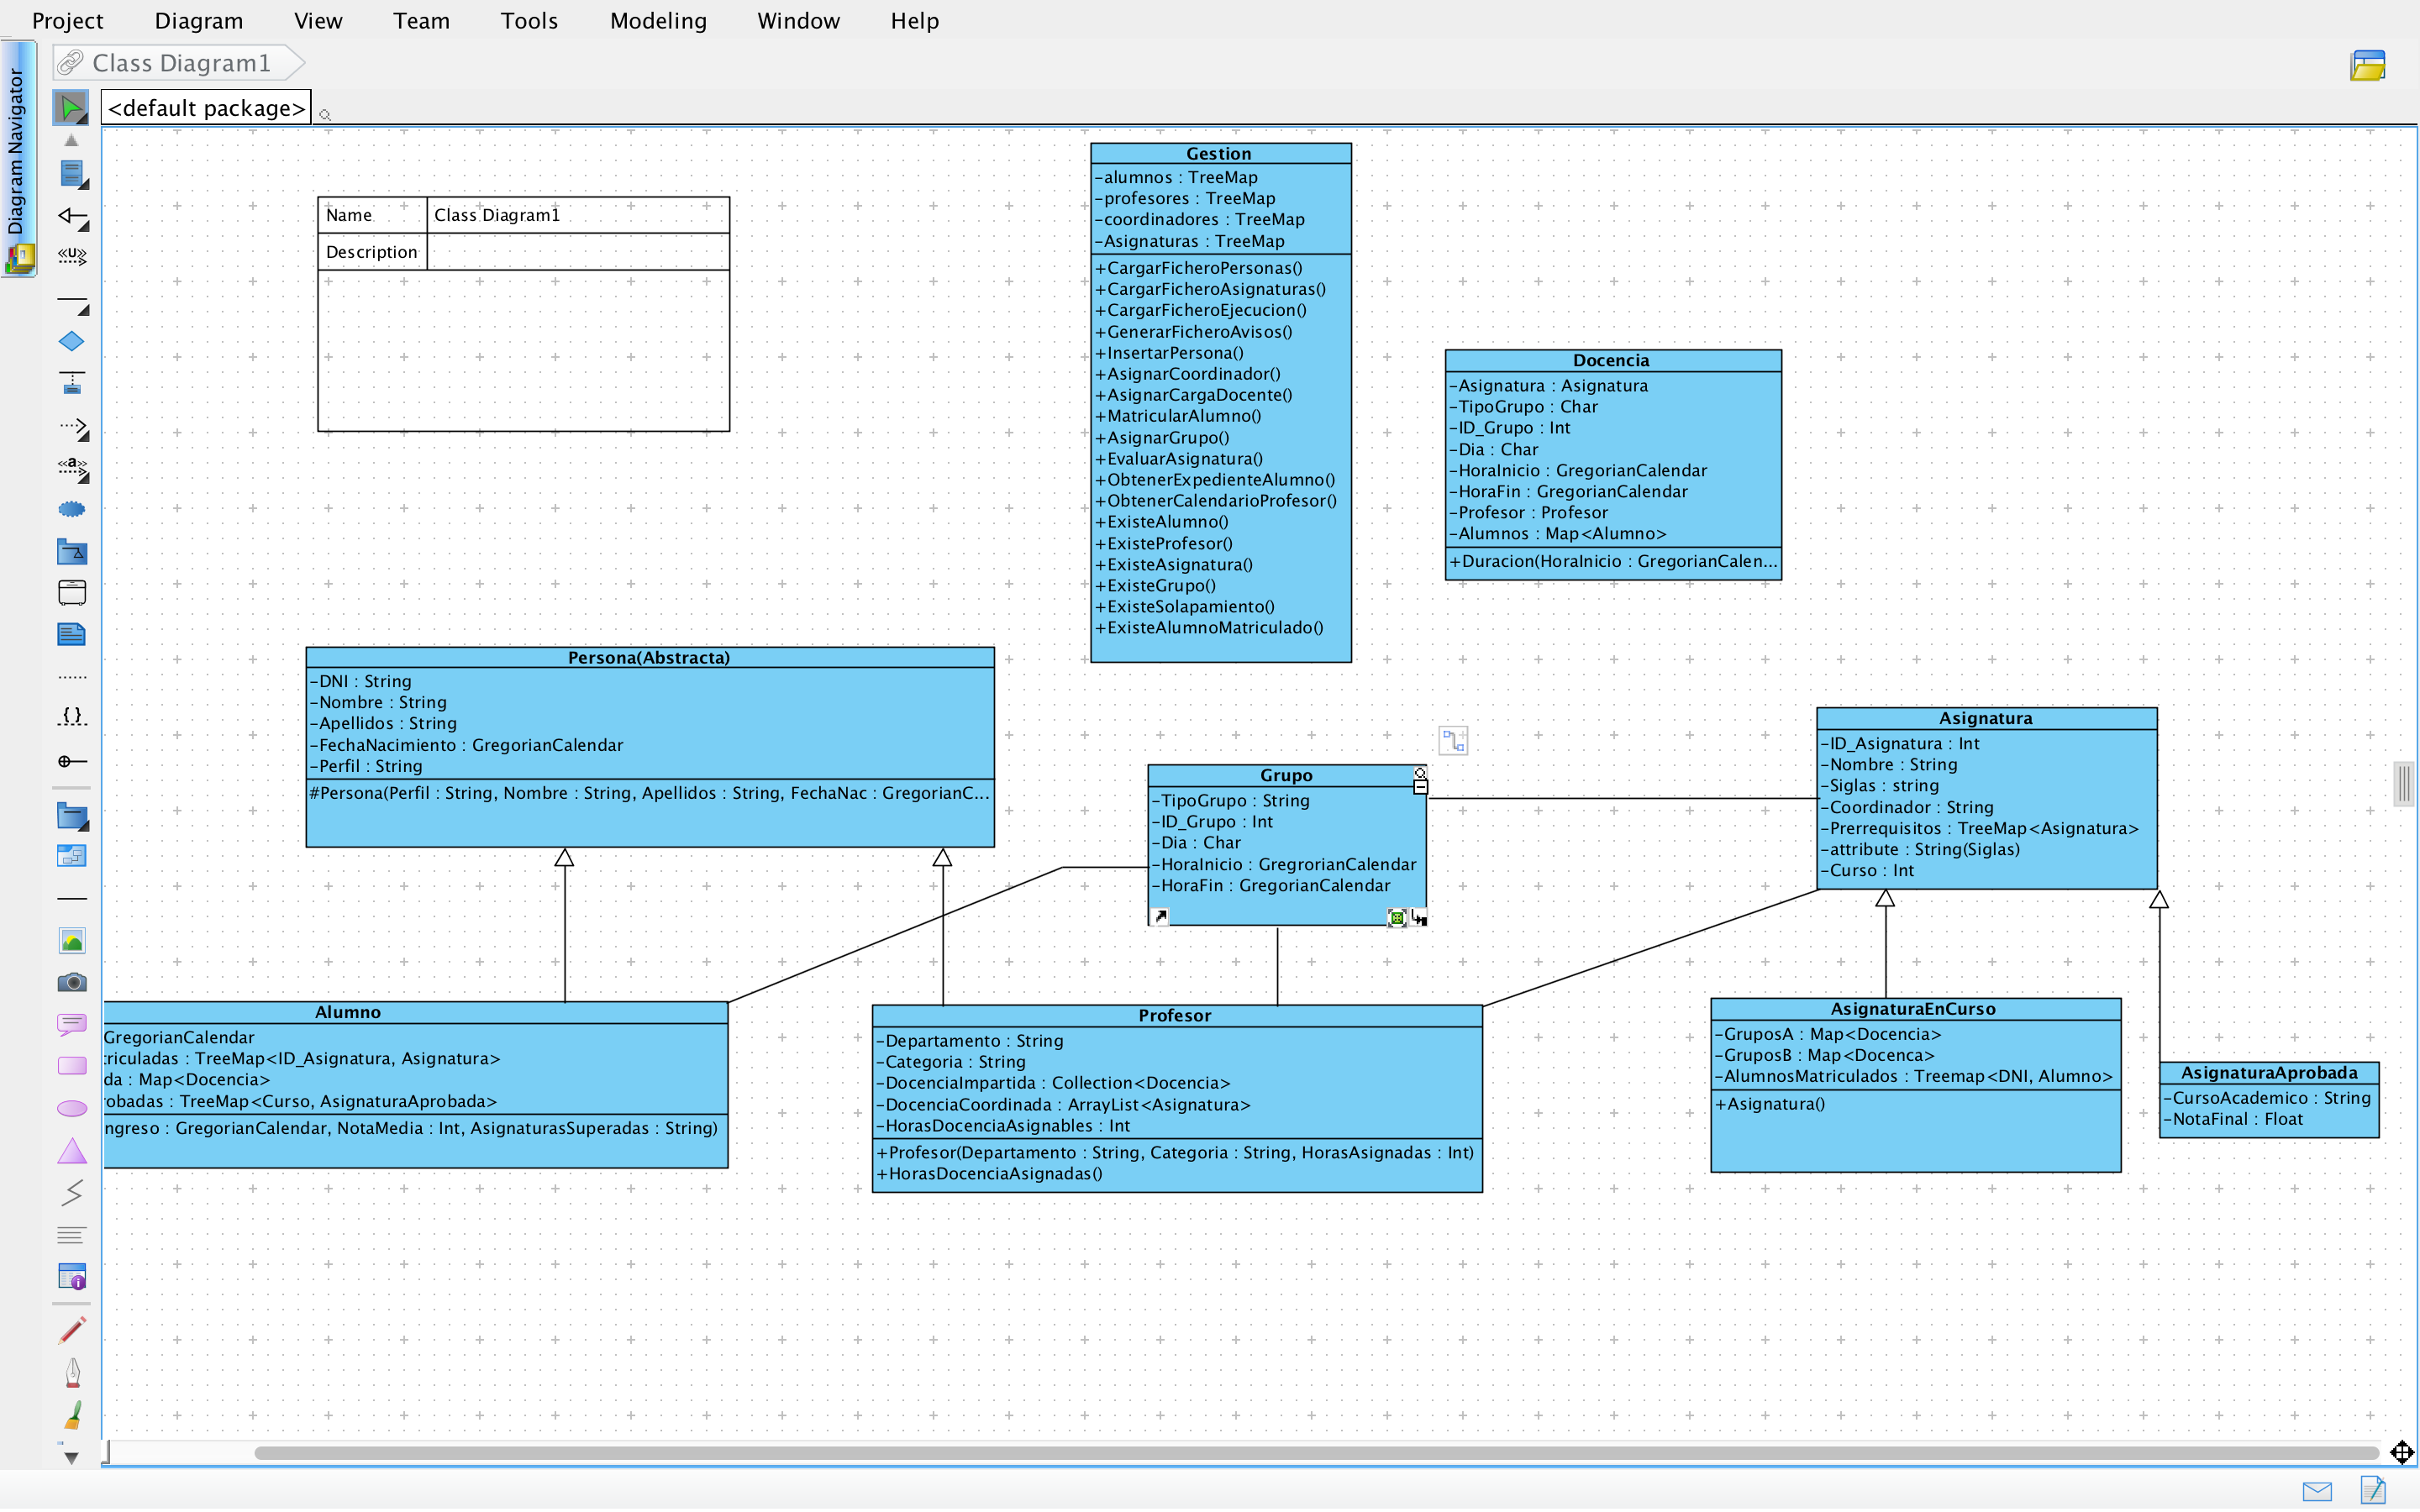 Project Diagram View Team Tools Modeling Window Help
Class Diagram1
Diagram Navigator
<default package>
Name Class Diagram1
Description
Gestion
-alumnos : TreeMap
-profesores : TreeMap
-coordinadores : TreeMap
-Asignaturas : TreeMap
+CargarFicheroPersonas()
+CargarFicheroAsignaturas()
+CargarFicheroEjecucion()
+GenerarFicheroAvisos()
+InsertarPersona()
+AsignarCoordinador()
+AsignarCargaDocente()
+MatricularAlumno()
+AsignarGrupo()
+EvaluarAsignatura()
+ObtenerExpedienteAlumno()
+ObtenerCalendarioProfesor()
+ExisteAlumno()
+ExisteProfesor()
+ExisteAsignatura()
+ExisteGrupo()
+ExisteSolapamiento()
+ExisteAlumnoMatriculado()
Docencia
-Asignatura : Asignatura
-TipoGrupo : Char
-ID_Grupo : Int
-Dia : Char
-HoraInicio : GregorianCalendar
-HoraFin : GregorianCalendar
-Profesor : Profesor
-Alumnos : Map<Alumno>
+Duracion(HoraInicio : GregorianCalen...
Persona(Abstracta)
-DNI : String
-Nombre : String
-Apellidos : String
-FechaNacimiento : GregorianCalendar
-Perfil : String
#Persona(Perfil : String, Nombre : String, Apellidos : String, FechaNac : GregorianC...
Grupo
-TipoGrupo : String
-ID_Grupo : Int
-Dia : Char
-HoraInicio : GregrorianCalendar
-HoraFin : GregorianCalendar
Asignatura
-ID_Asignatura : Int
-Nombre : String
-Siglas : string
-Coordinador : String
-Prerrequisitos : TreeMap<Asignatura>
-attribute : String(Siglas)
-Curso : Int
Alumno
GregorianCalendar
triculadas : TreeMap<ID_Asignatura, Asignatura>
da : Map<Docencia>
obadas : TreeMap<Curso, AsignaturaAprobada>
ngreso : GregorianCalendar, NotaMedia : Int, AsignaturasSuperadas : String)
Profesor
-Departamento : String
-Categoria : String
-DocenciaImpartida : Collection<Docencia>
-DocenciaCoordinada : ArrayList<Asignatura>
-HorasDocenciaAsignables : Int
+Profesor(Departamento : String, Categoria : String, HorasAsignadas : Int)
+HorasDocenciaAsignadas()
AsignaturaEnCurso
-GruposA : Map<Docencia>
-GruposB : Map<Docenca>
-AlumnosMatriculados : Treemap<DNI, Alumno>
+Asignatura()
AsignaturaAprobada
-CursoAcademico : String
-NotaFinal : Float